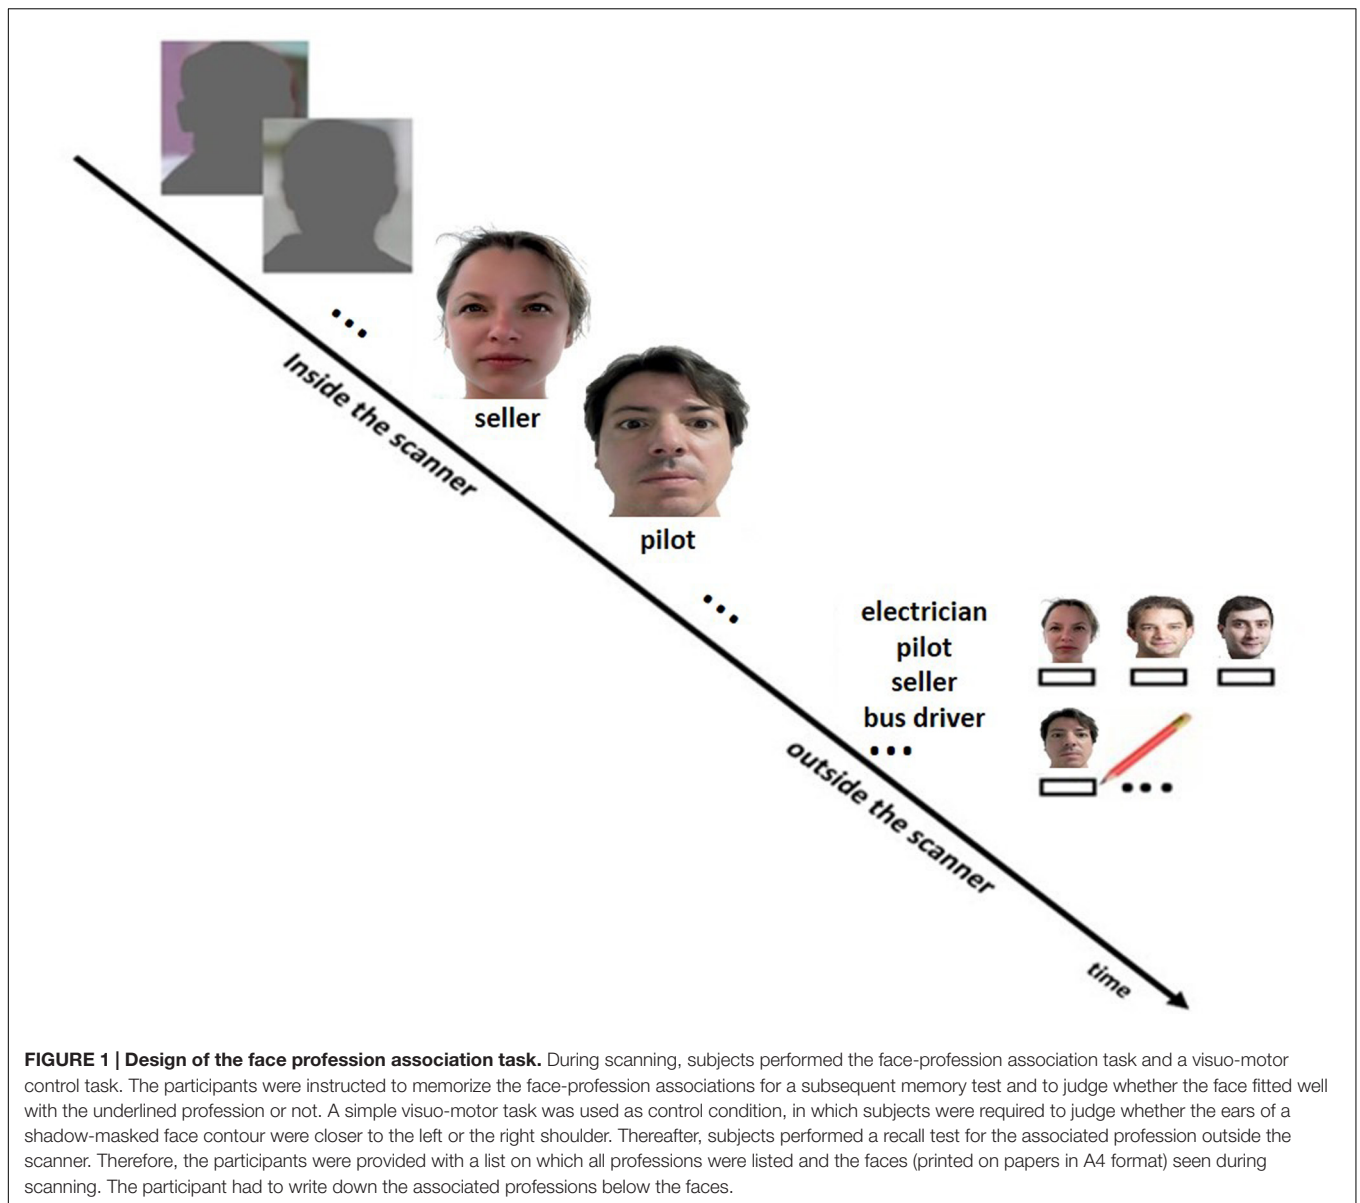 Inside the scanner
seller
pilot
electrician
pilot
seller
bus driver
outside the scanner
time
FIGURE 1 | Design of the face profession association task. During scanning, subjects performed the face-profession association task and a visuo-motor
control task. The participants were instructed to memorize the face-profession associations for a subsequent memory test and to judge whether the face fitted well
with the underlined profession or not. A simple visuo-motor task was used as control condition, in which subjects were required to judge whether the ears of a
shadow-masked face contour were closer to the left or the right shoulder. Thereafter, subjects performed a recall test for the associated profession outside the
scanner. Therefore, the participants were provided with a list on which all professions were listed and the faces (printed on papers in A4 format) seen during
scanning. The participant had to write down the associated professions below the faces.